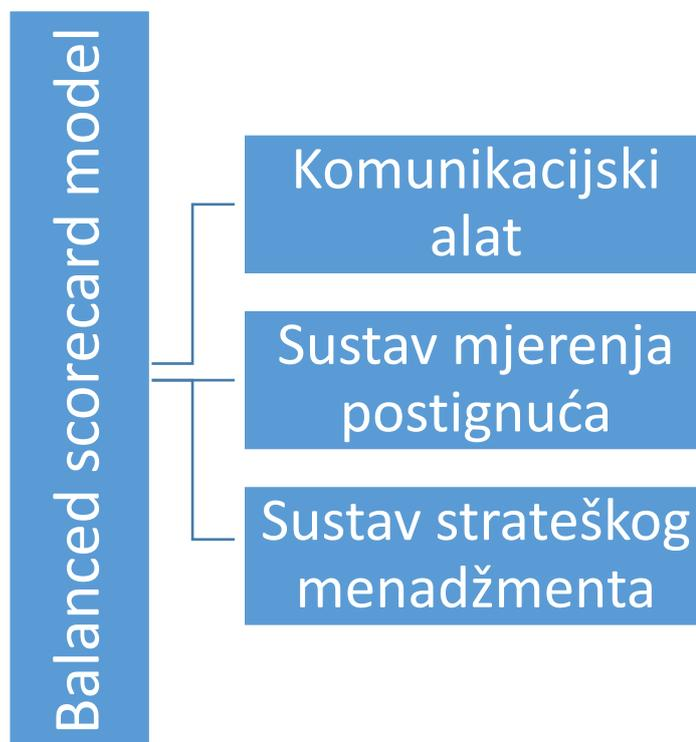 Balanced scorecard model
Komunikacijski
alat
Sustav mjerenja
postignuća
Sustav strateškog
menadžmenta